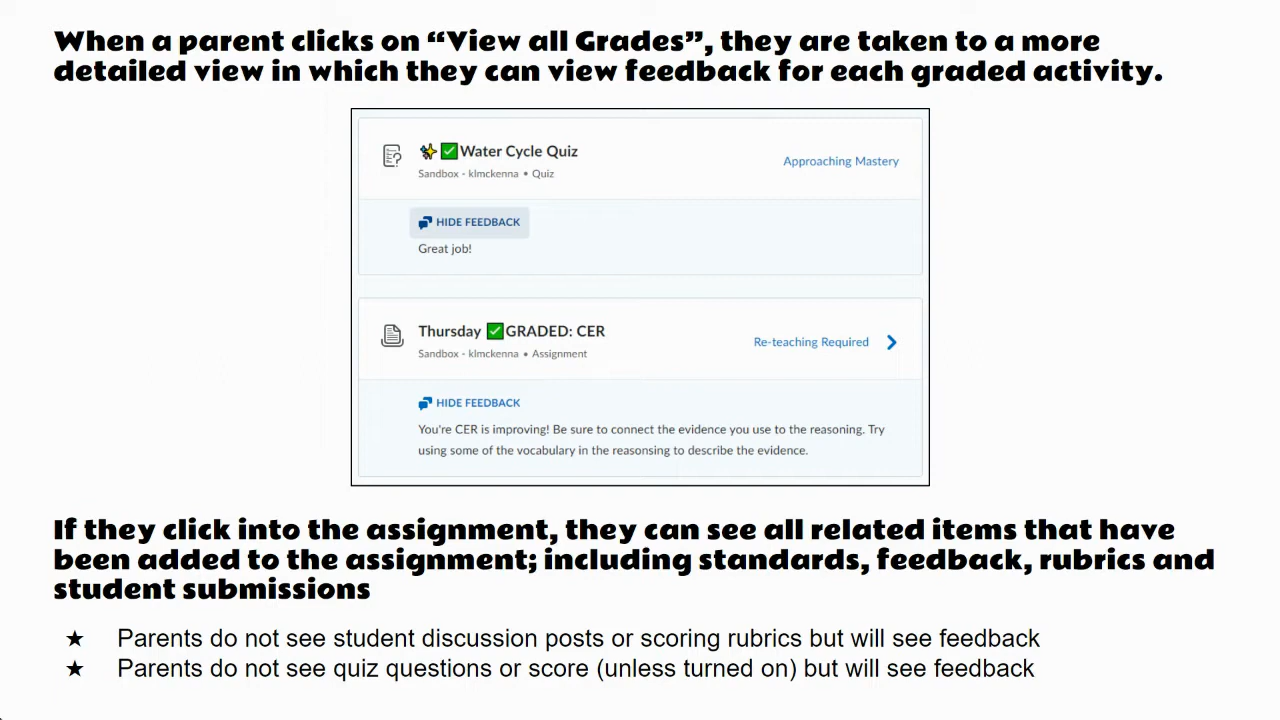 When a parent clicks on “View all Grades”, they are taken to a more
detailed view in which they can view feedback for each graded activity.
✨✅Water Cycle Quiz
Sandbox - klmckenna • Quiz
Approaching Mastery
HIDE FEEDBACK
Great job!
Thursday ✅GRADED: CER
Sandbox - klmckenna • Assignment
Re-teaching Required
HIDE FEEDBACK
You're CER is improving! Be sure to connect the evidence you use to the reasoning. Try
using some of the vocabulary in the reasonsing to describe the evidence.
If they click into the assignment, they can see all related items that have
been added to the assignment; including standards, feedback, rubrics and
student submissions
★ Parents do not see student discussion posts or scoring rubrics but will see feedback
★ Parents do not see quiz questions or score (unless turned on) but will see feedback